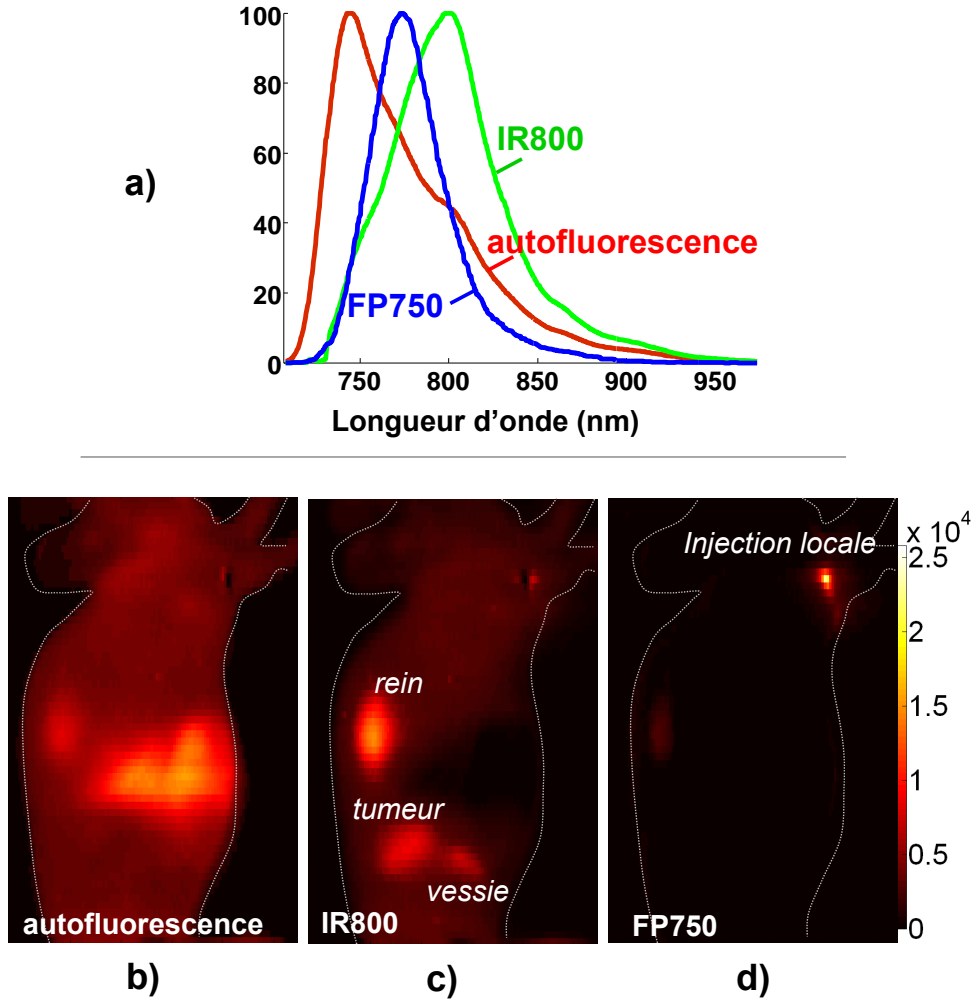 a)
100
80
60
40
20
0
IR800
autofluorescence
FP750
750 800 850 900 950
Longueur d’onde (nm)
autofluorescence
b)
rein
tumeur
vessie
IR800
c)
Injection locale
FP750
d)
x 10⁴
2.5
2
1.5
1
0.5
0